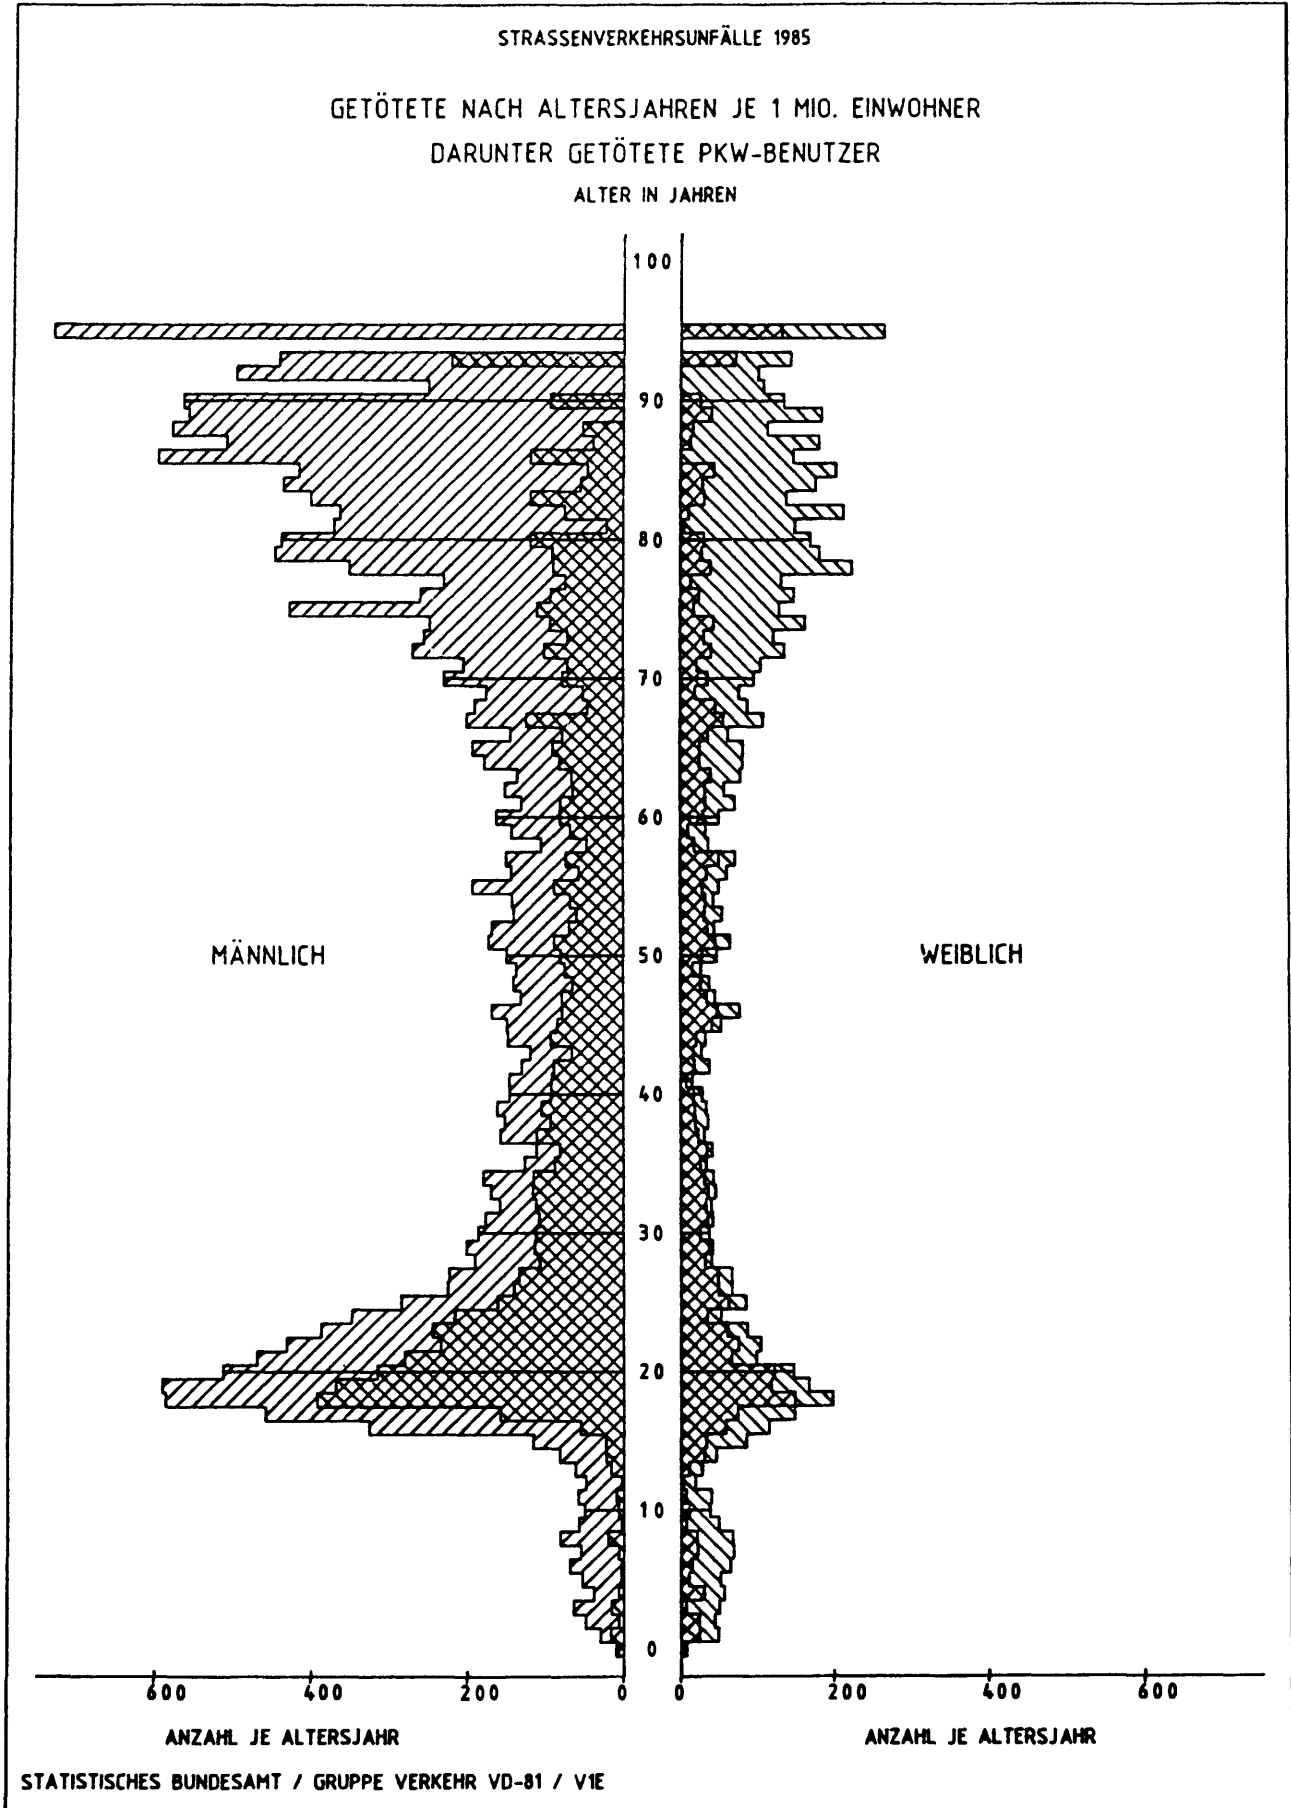 STRASSENVERKEHRSUNFÄLLE 1985
GETÖTETE NACH ALTERSJAHREN JE 1 MIO. EINWOHNER
DARUNTER GETÖTETE PKW-BENUTZER
ALTER IN JAHREN
100
90
80
70
60
MÄNNLICH 50 WEIBLICH
40
30
20
10
0
600 400 200 0 0 200 400 600
ANZAHL JE ALTERSJAHR ANZAHL JE ALTERSJAHR
STATISTISCHES BUNDESAMT / GRUPPE VERKEHR VD-81 / V1E